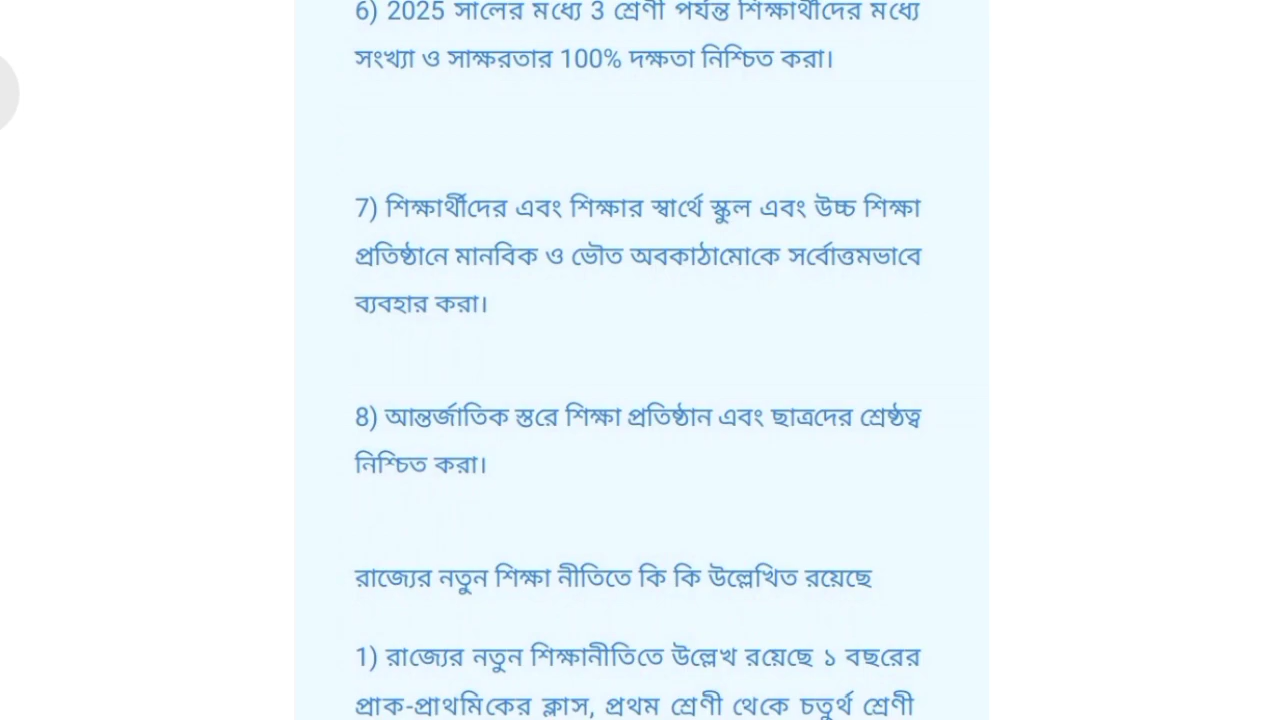 6) 2025 সালের মধ্যে 3 শ্রেণী পর্যন্ত শিক্ষার্থীদের মধ্যে
সংখ্যা ও সাক্ষরতার 100% দক্ষতা নিশ্চিত করা।
7) শিক্ষার্থীদের এবং শিক্ষার স্বার্থে স্কুল এবং উচ্চ শিক্ষা
প্রতিষ্ঠানে মানবিক ও ভৌত অবকাঠামোকে সর্বোত্তমভাবে
ব্যবহার করা।
8) আন্তর্জাতিক স্তরে শিক্ষা প্রতিষ্ঠান এবং ছাত্রদের শ্রেষ্ঠত্ব
নিশ্চিত করা।
রাজ্যের নতুন শিক্ষা নীতিতে কি কি উল্লেখিত রয়েছে
1) রাজ্যের নতুন শিক্ষানীতিতে উল্লেখ রয়েছে ১ বছরের
প্রাক-প্রাথমিকের ক্লাস, প্রথম শ্রেণী থেকে চতুর্থ শ্রেণী